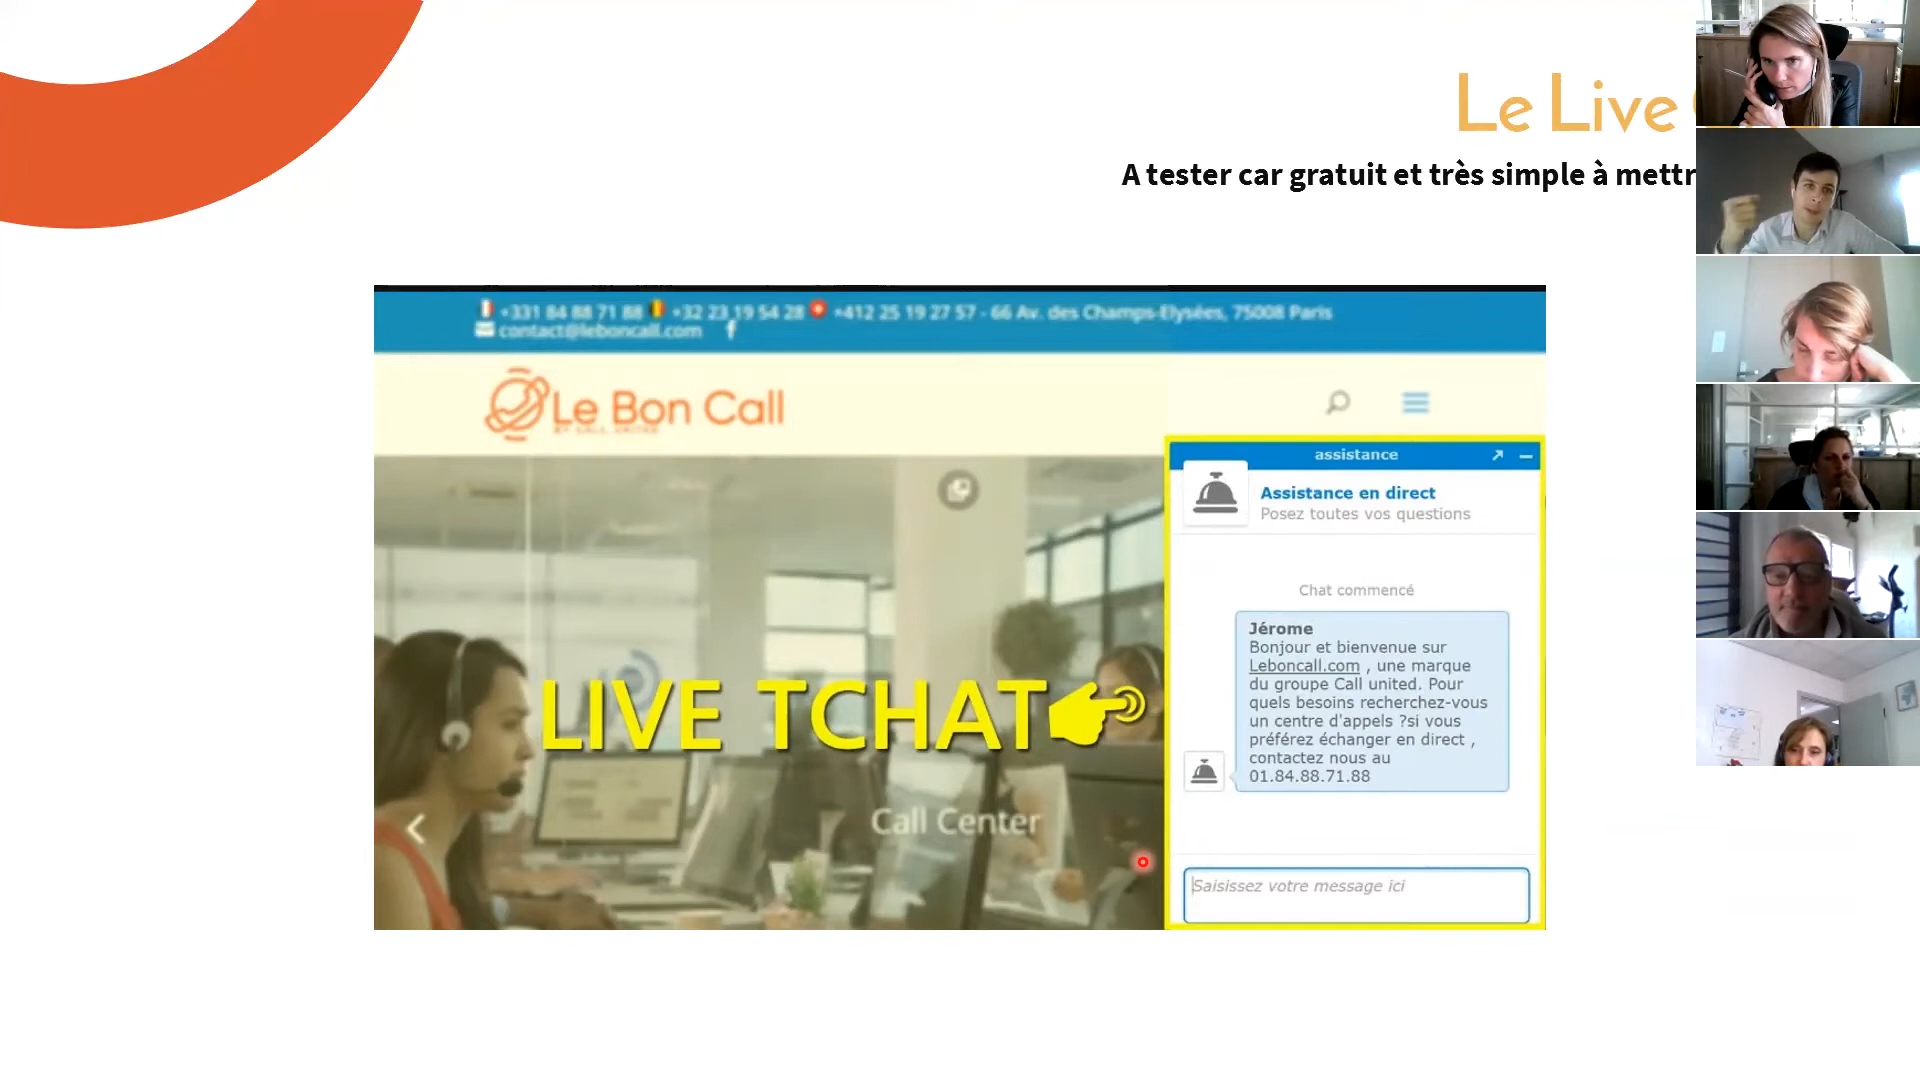 Le Live
A tester car gratuit et très simple à mettr
+331 84 88 71 88 +32 23 19 54 28 +412 25 19 27 57 - 66 Av. des Champs-Elysées, 75008 Paris
contact@leboncall.com f
Le Bon Call
BY CALL UNITED
assistance
Assistance en direct
Posez toutes vos questions
Chat commencé
Jérome
Bonjour et bienvenue sur
Leboncall.com , une marque
du groupe Call united. Pour
quels besoins recherchez-vous
un centre d'appels ?si vous
préférez échanger en direct ,
contactez nous au
01.84.88.71.88
LIVE TCHAT
Call Center
Saisissez votre message ici